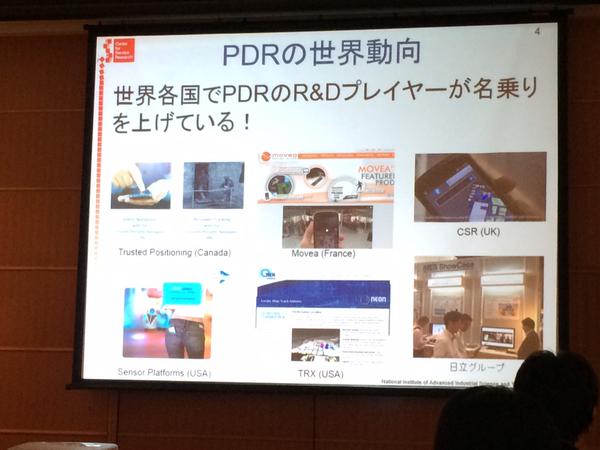 Center for Service Research
4
PDRの世界動向
世界各国でPDRのR&Dプレイヤーが名乗り
を上げている！
movea
MOVEA
FEATURE
PROD
Trusted Positioning (Canada)
Movea (France)
CSR (UK)
NEON
Sensor Platforms (USA)
TRX (USA)
日立グループ
National Institute of Advanced Industrial Science and